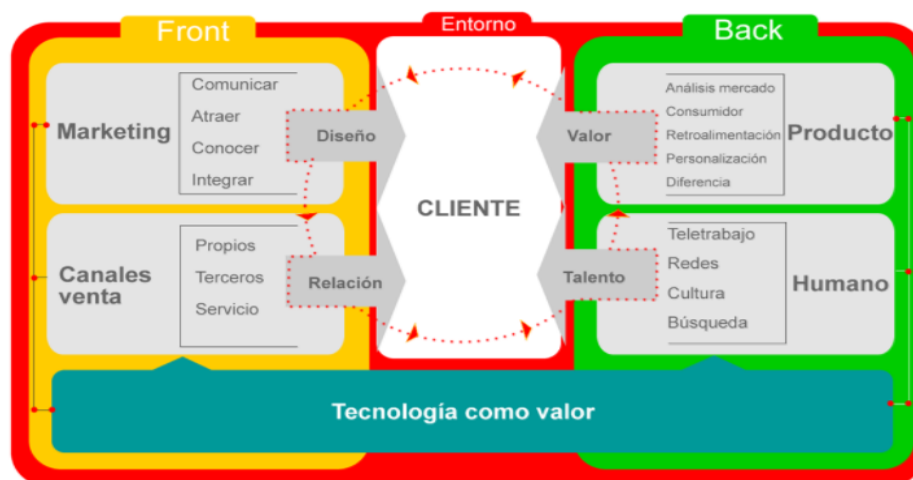 Front
Entorno
Back
Marketing
Comunicar
Atraer
Conocer
Integrar
Diseño
Canales
venta
Propios
Terceros
Servicio
Relación
CLIENTE
Valor
Análisis mercado
Consumidor
Retroalimentación
Personalización
Diferencia
Producto
Talento
Teletrabajo
Redes
Cultura
Búsqueda
Humano
Tecnología como valor